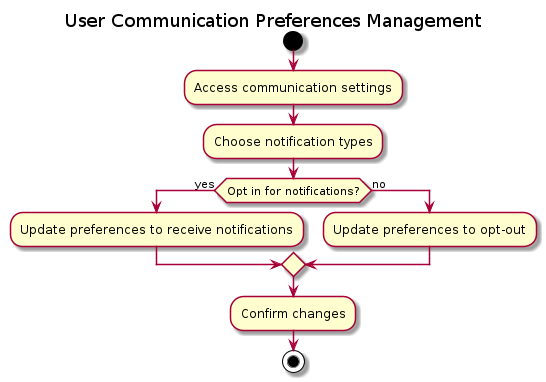 User Communication Preferences Management
Access communication settings
Choose notification types
yes
Opt in for notifications?
no
Update preferences to receive notifications
Update preferences to opt-out
Confirm changes